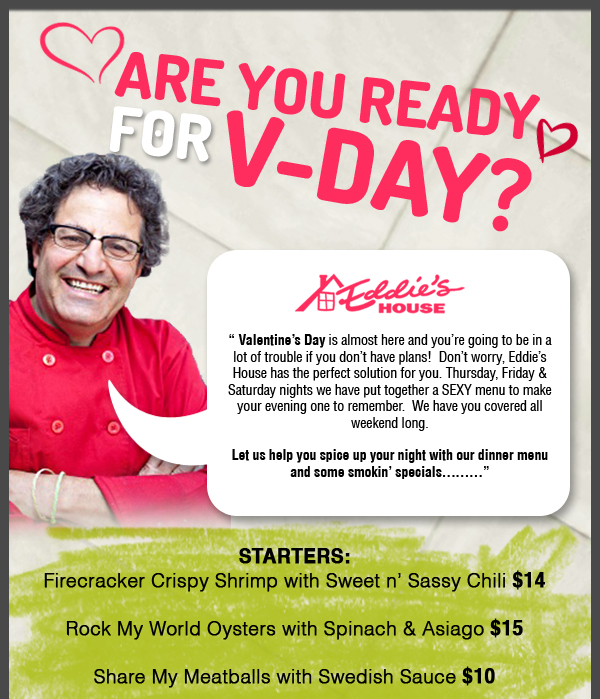 ARE YOU READY
FOR V-DAY?
Eddie's
HOUSE
“ Valentine’s Day is almost here and you’re going to be in a
lot of trouble if you don’t have plans!  Don’t worry, Eddie’s
House has the perfect solution for you. Thursday, Friday &
Saturday nights we have put together a SEXY menu to make
your evening one to remember.  We have you covered all
weekend long.
Let us help you spice up your night with our dinner menu
and some smokin’ specials………”
STARTERS:
Firecracker Crispy Shrimp with Sweet n’ Sassy Chili $14
Rock My World Oysters with Spinach & Asiago $15
Share My Meatballs with Swedish Sauce $10